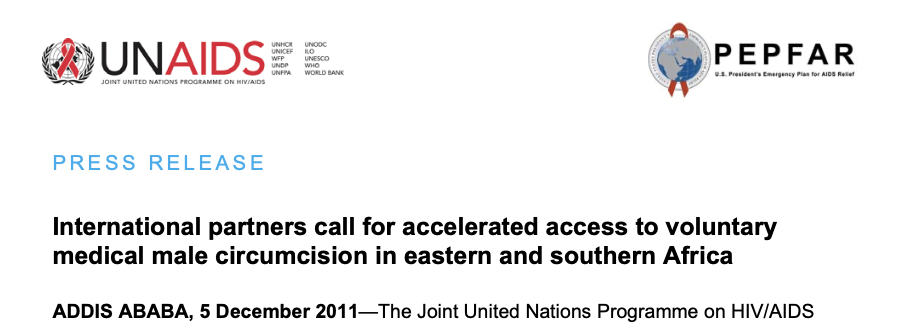 UNAIDS
JOINT UNITED NATIONS PROGRAMME ON HIV/AIDS
UNHCR
UNICEF
WFP
UNDP
UNFPA
UNODC
ILO
UNESCO
WHO
WORLD BANK
PEPFAR
U.S. President's Emergency Plan for AIDS Relief
PRESS RELEASE
International partners call for accelerated access to voluntary
medical male circumcision in eastern and southern Africa
ADDIS ABABA, 5 December 2011—The Joint United Nations Programme on HIV/AIDS